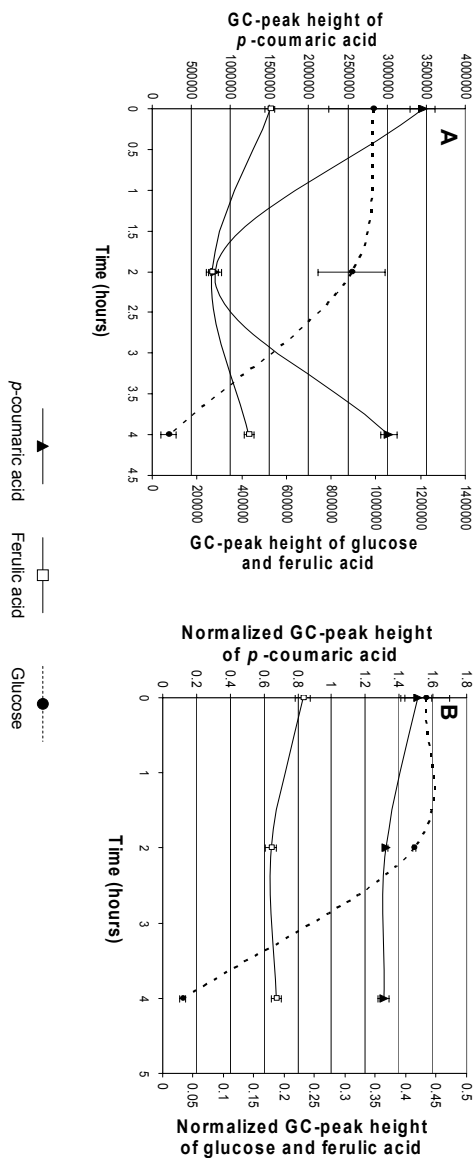 GC-peak height of
p-coumaric acid
4000000
3500000
3000000
2500000
2000000
1500000
1000000
500000
0
A
0 0.5 1 1.5 2 2.5 3 3.5 4 4.5
Time (hours)
1400000
1200000
1000000
800000
600000
400000
200000
0
GC-peak height of glucose
and ferulic acid
Normalized GC-peak height
of p-coumaric acid
1.8
1.6
1.4
1.2
1
0.8
0.6
0.4
0.2
0
B
0 1 2 3 4 5
Time (hours)
0.5
0.45
0.4
0.35
0.3
0.25
0.2
0.15
0.1
0.05
0
Normalized GC-peak height
of glucose and ferulic acid
p-coumaric acid
Ferulic acid
Glucose